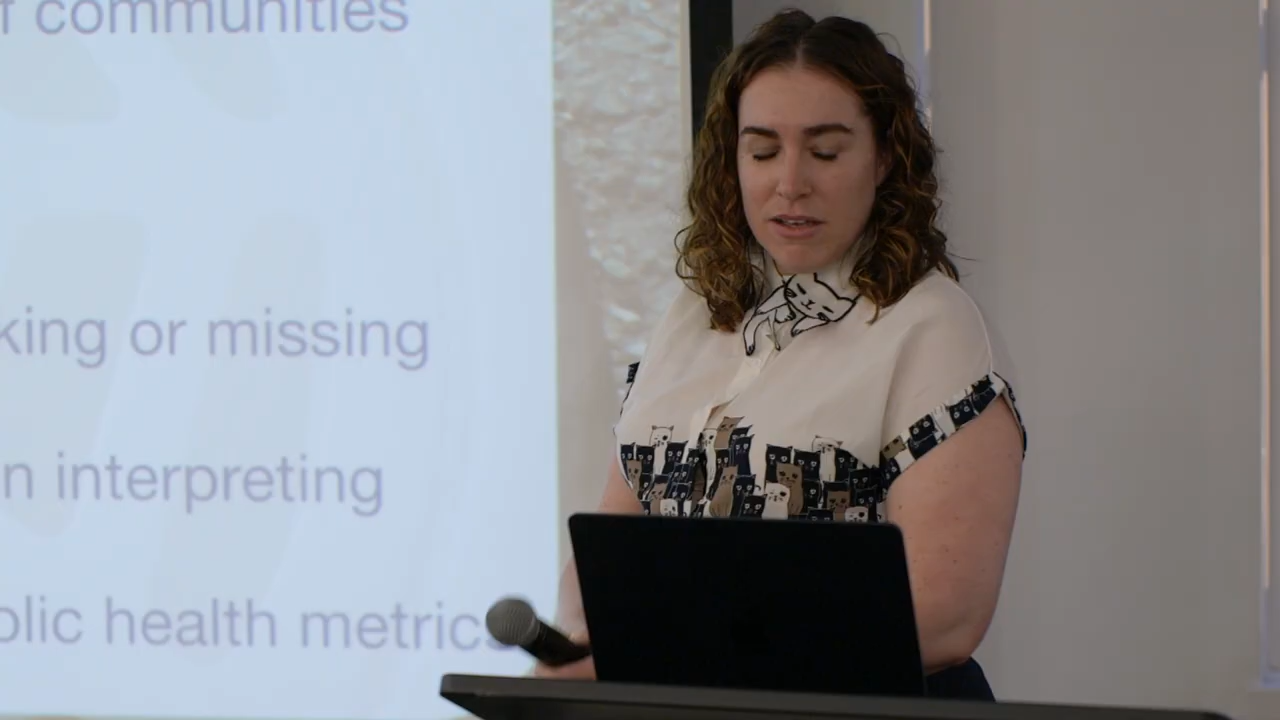 f communities
king or missing
n interpreting
blic health metrics